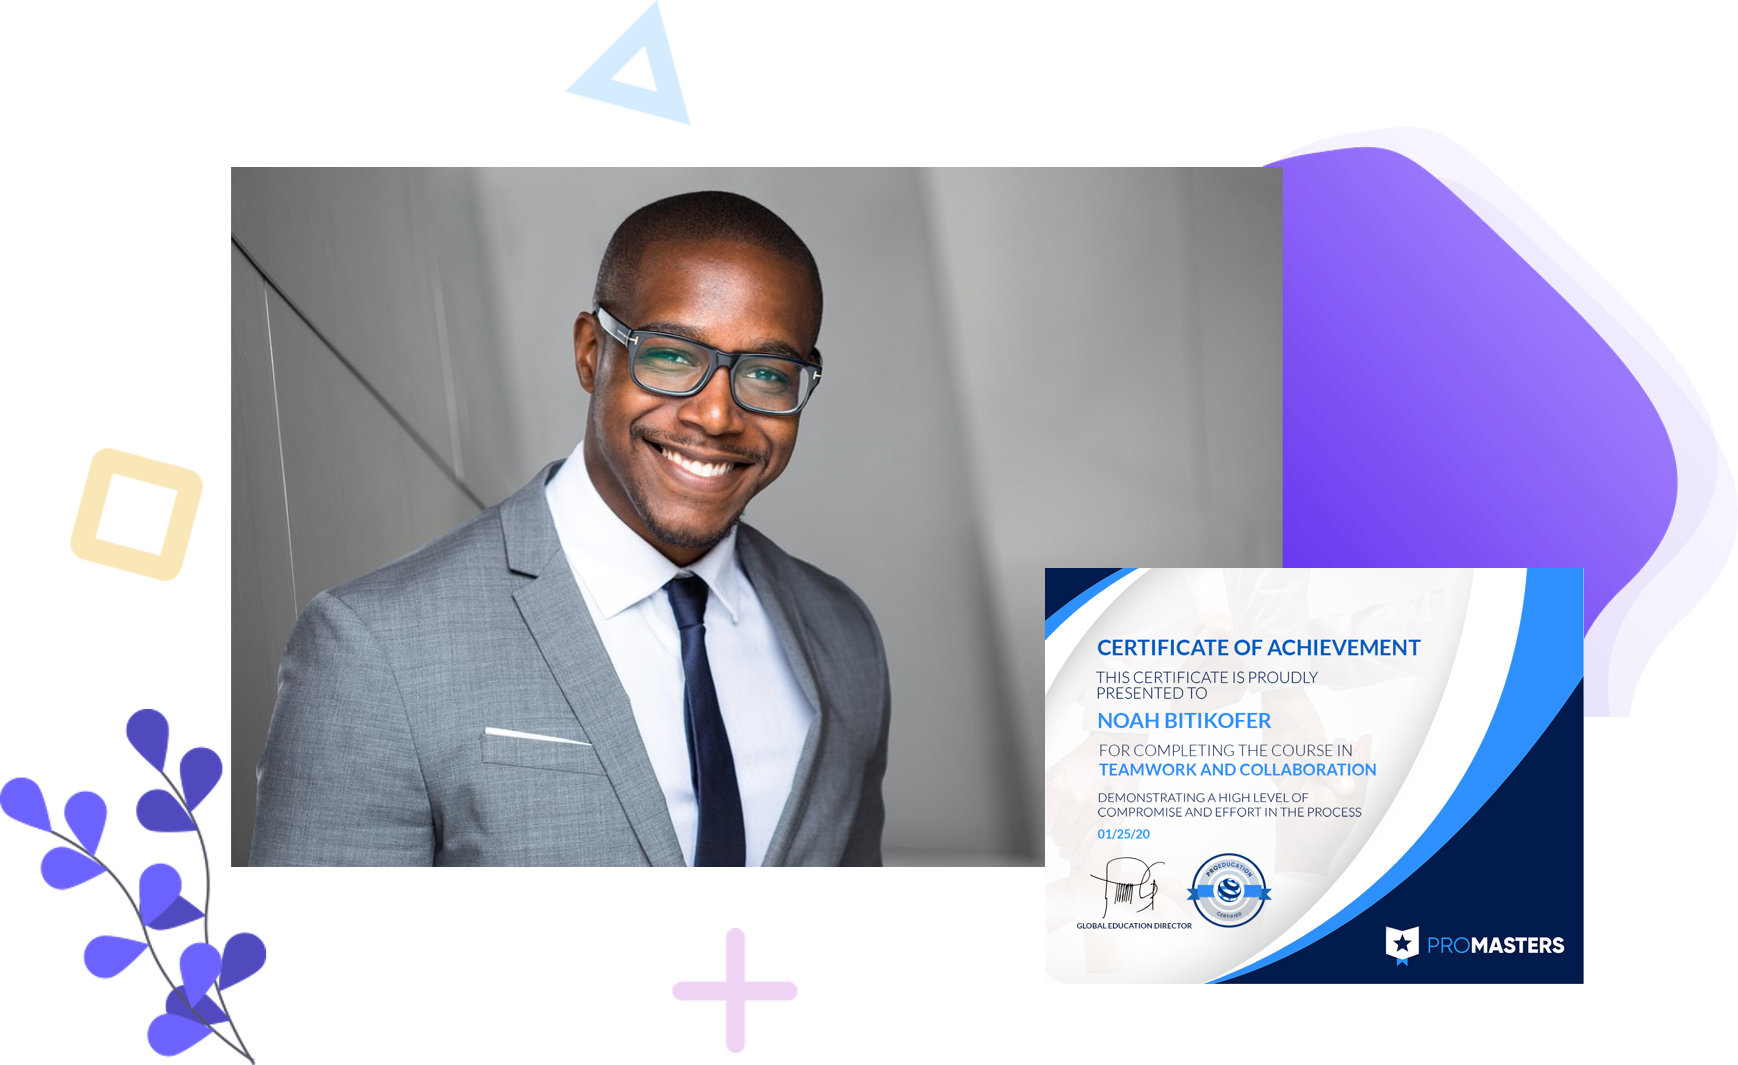 CERTIFICATE OF ACHIEVEMENT
THIS CERTIFICATE IS PROUDLY
PRESENTED TO
NOAH BITIKOFER
FOR COMPLETING THE COURSE IN
TEAMWORK AND COLLABORATION
DEMONSTRATING A HIGH LEVEL OF
COMPROMISE AND EFFORT IN THE PROCESS
01/25/20
PROEDUCATION
CERTIFIED
GLOBAL EDUCATION DIRECTOR
PROMASTERS